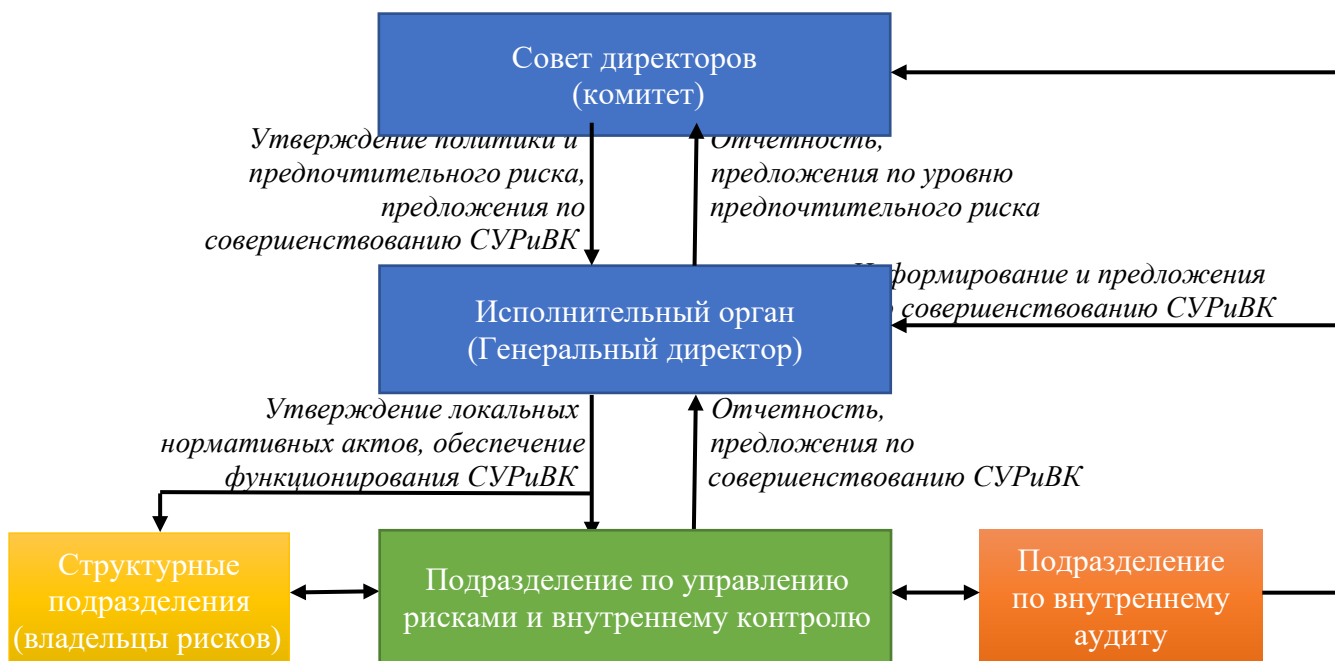 Совет директоров
(комитет)
Утверждение политики и
предпочтительного риска,
предложения по
совершенствованию СУРиВК
Отчетность,
предложения по уровню
предпочтительного риска
Информирование и предложения
по совершенствованию СУРиВК
Исполнительный орган
(Генеральный директор)
Утверждение локальных
нормативных актов, обеспечение
функционирования СУРиВК
Отчетность,
предложения по
совершенствованию СУРиВК
Структурные
подразделения
(владельцы рисков)
Подразделение по управлению
рисками и внутреннему контролю
Подразделение
по внутреннему
аудиту